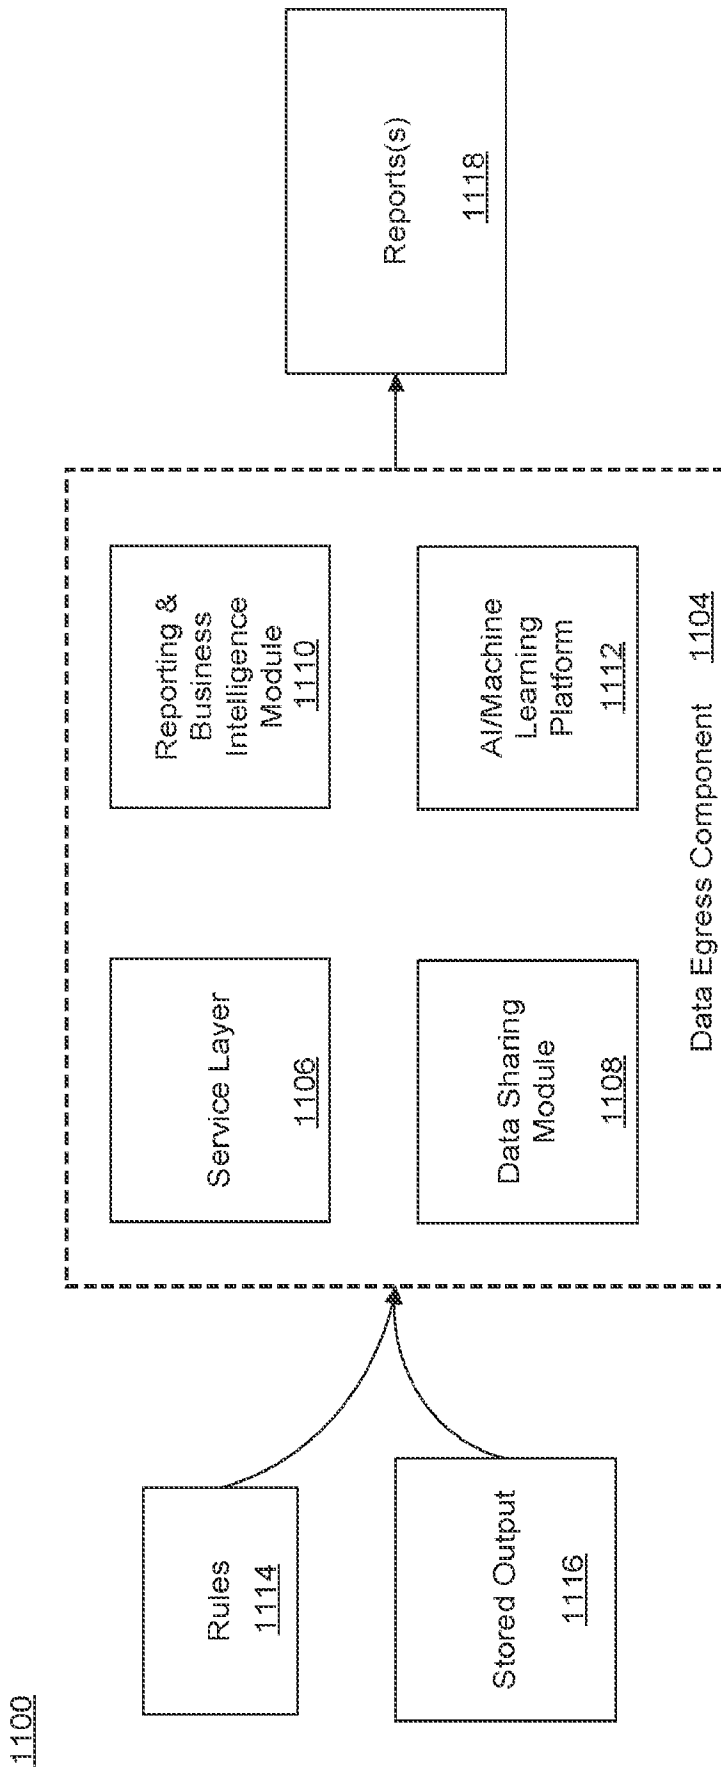 1100
Rules
1114
Stored Output
1116
Service Layer
1106
Data Sharing
Module
1108
Reporting &
Business
Intelligence
Module
1110
AI/Machine
Learning
Platform
1112
Data Egress Component 1104
Reports(s)
1118